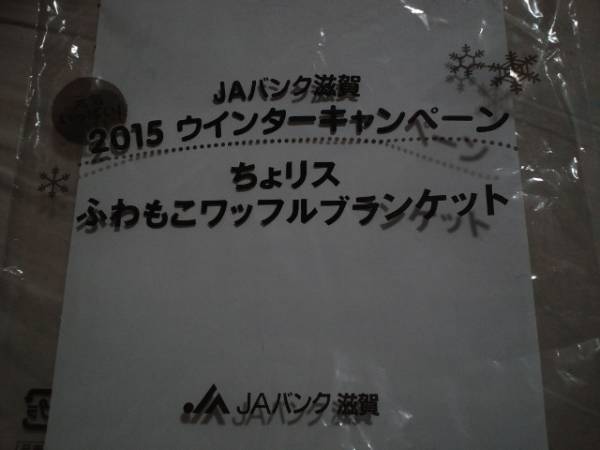 JAバンク滋賀
2015 ウインターキャンペーン
ちょリス
ふわもこワッフルブランケット
JAバンク 滋賀